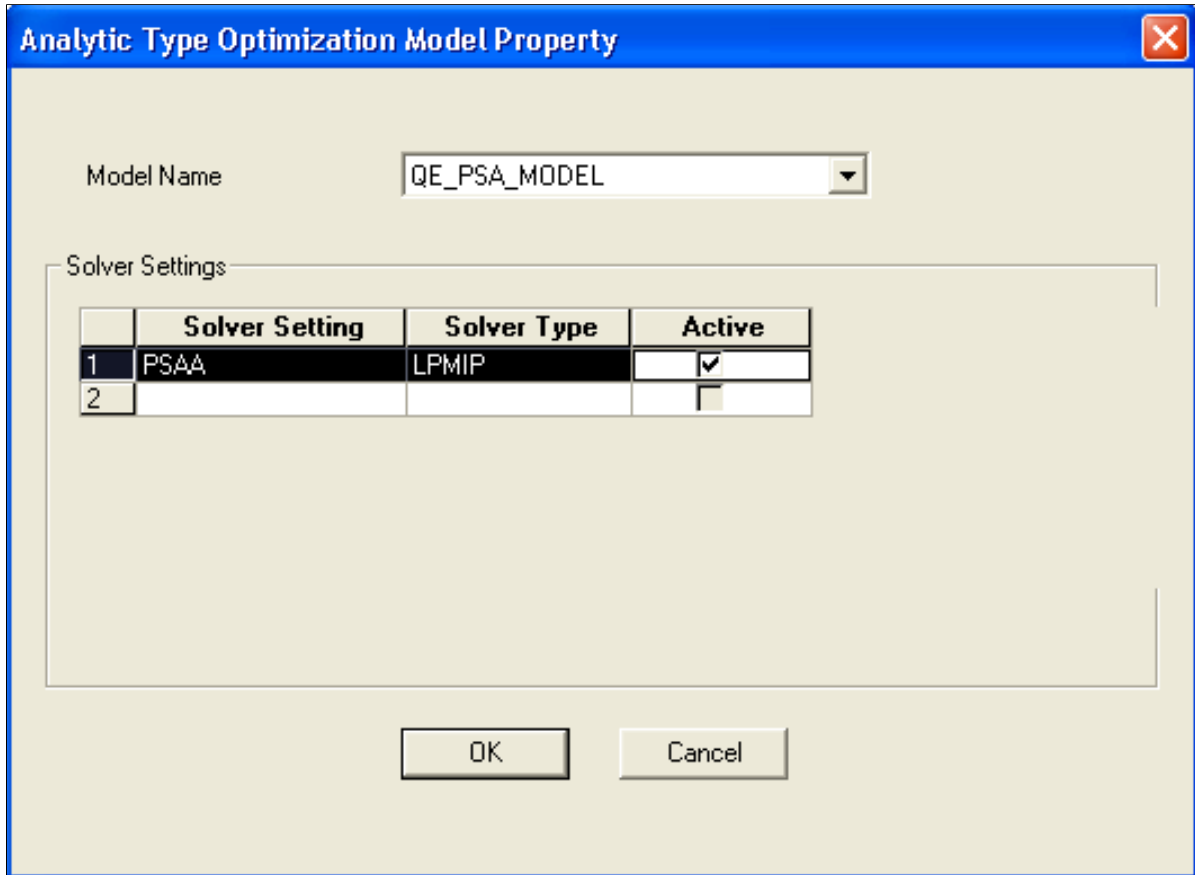 Analytic Type Optimization Model Property
Model Name QE_PSA_MODEL
Solver Settings
Solver Setting Solver Type Active
1 PSAA LPMIP
2
OK Cancel